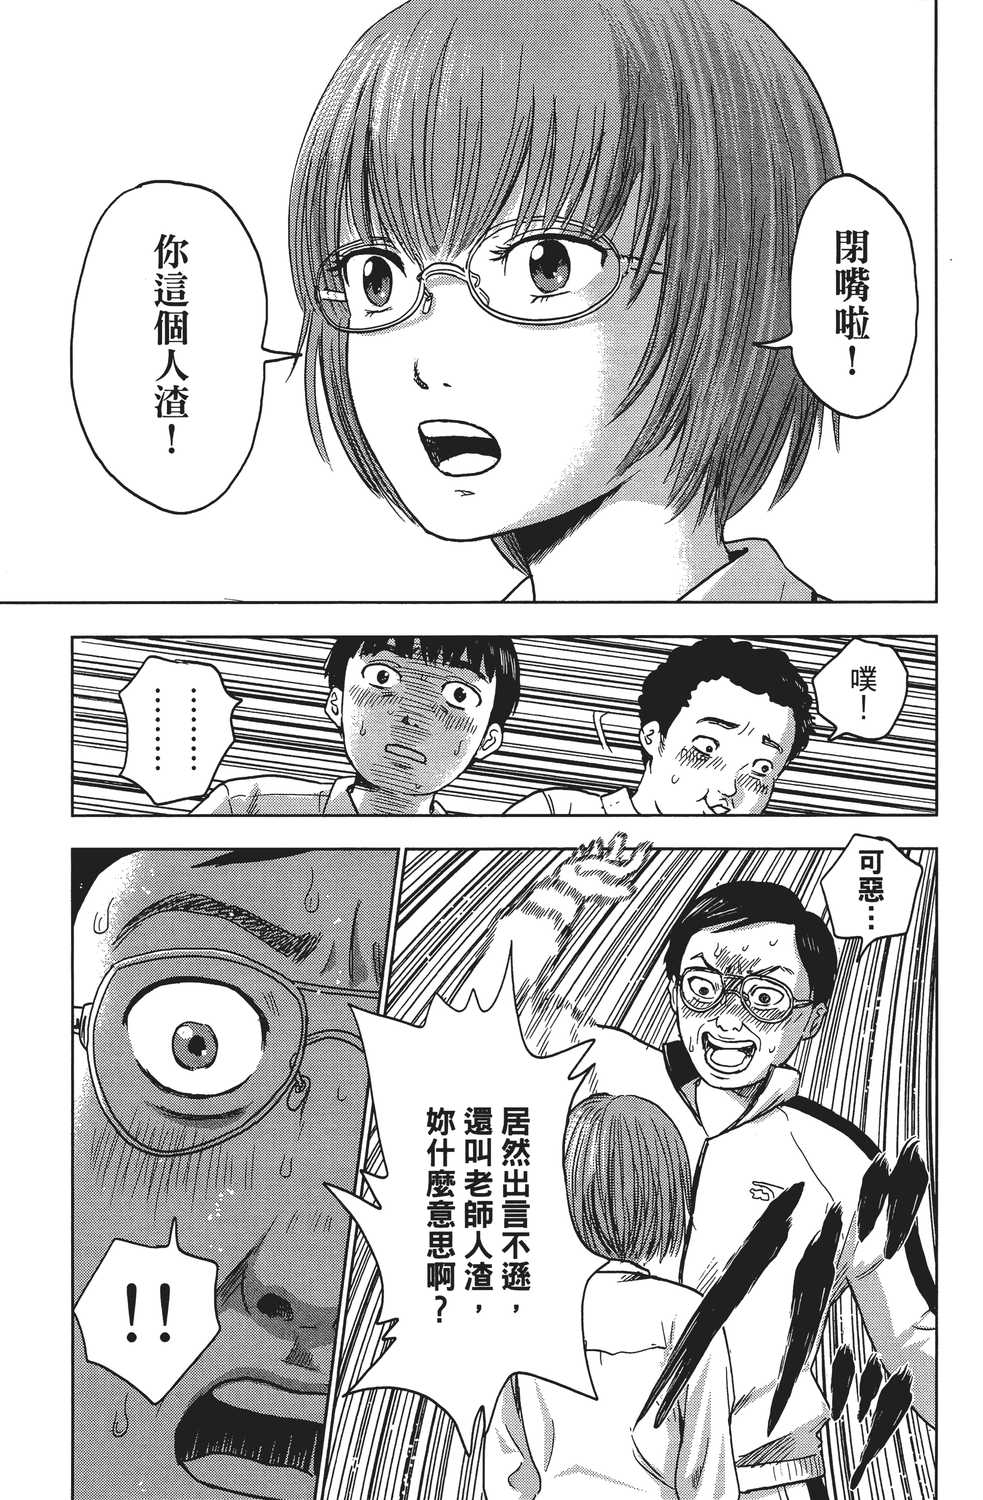 閉嘴啦！
你這個人渣！
噗！
………
………
可惡…
居然出言不遜，
還叫老師人渣，
妳什麼意思啊？
！！